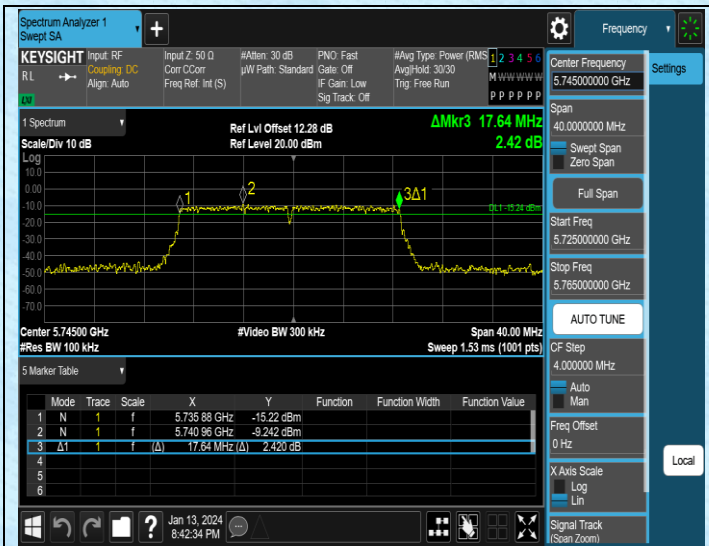 Spectrum Analyzer 1
Swept SA
Frequency
KEYSIGHT
RL
LXI
Input: RF
Coupling: DC
Align: Auto
Input Z: 50 Ω
Corr CCorr
Freq Ref: Int (S)
#Atten: 30 dB
µW Path: Standard
PNO: Fast
Gate: Off
IF Gain: Low
Sig Track: Off
#Avg Type: Power (RMS
Avg|Hold: 30/30
Trig: Free Run
1 2 3 4 5 6
M W W W W W
P P P P P P
1 Spectrum
Scale/Div 10 dB
Ref Lvl Offset 12.28 dB
Ref Level 20.00 dBm
ΔMkr3 17.64 MHz
2.42 dB
Log
10.0
0.00
-10.0
-20.0
-30.0
-40.0
-50.0
-60.0
-70.0
1
2
3Δ1
DL1 -15.24 dBm
Center 5.74500 GHz
#Video BW 300 kHz
Span 40.00 MHz
#Res BW 100 kHz
Sweep 1.53 ms (1001 pts)
5 Marker Table
Mode Trace Scale X Y Function Function Width Function Value
1 N 1 f 5.735 88 GHz -15.22 dBm
2 N 1 f 5.740 96 GHz -9.242 dBm
3 Δ1 1 f (Δ) 17.64 MHz (Δ) 2.420 dB
4
5
6
Jan 13, 2024
8:42:34 PM
Center Frequency
5.745000000 GHz
Span
40.0000000 MHz
Swept Span
Zero Span
Full Span
Start Freq
5.725000000 GHz
Stop Freq
5.765000000 GHz
AUTO TUNE
CF Step
4.000000 MHz
Auto
Man
Freq Offset
0 Hz
X Axis Scale
Log
Lin
Signal Track
(Span Zoom)
Settings
Local